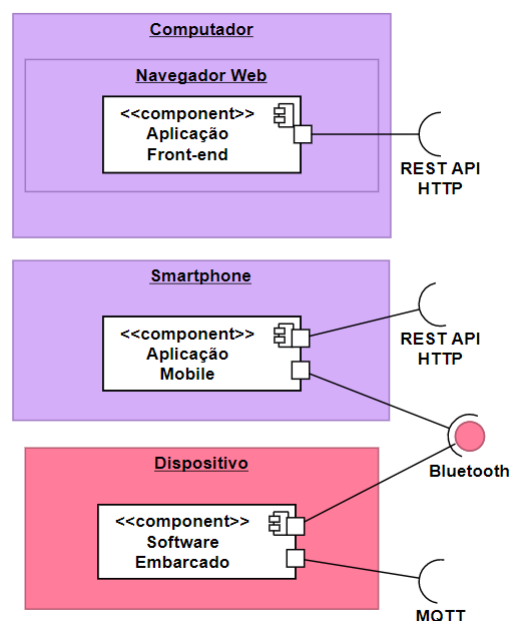 Computador
Navegador Web
<<component>>
Aplicação
Front-end
REST API
HTTP
Smartphone
<<component>>
Aplicação
Mobile
REST API
HTTP
Bluetooth
Dispositivo
<<component>>
Software
Embarcado
MQTT